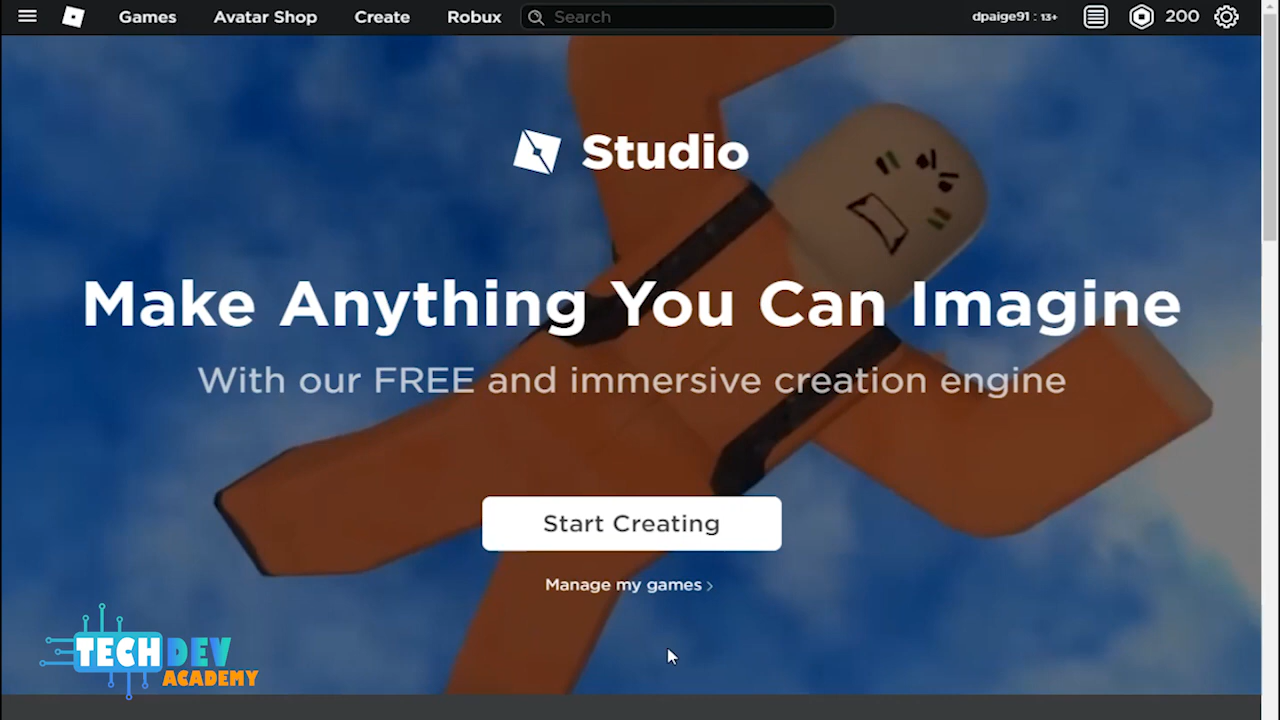 Games Avatar Shop Create Robux Search dpaige91 : 13+ 200
Studio
Make Anything You Can Imagine
With our FREE and immersive creation engine
Start Creating
Manage my games >
TECH DEV
ACADEMY